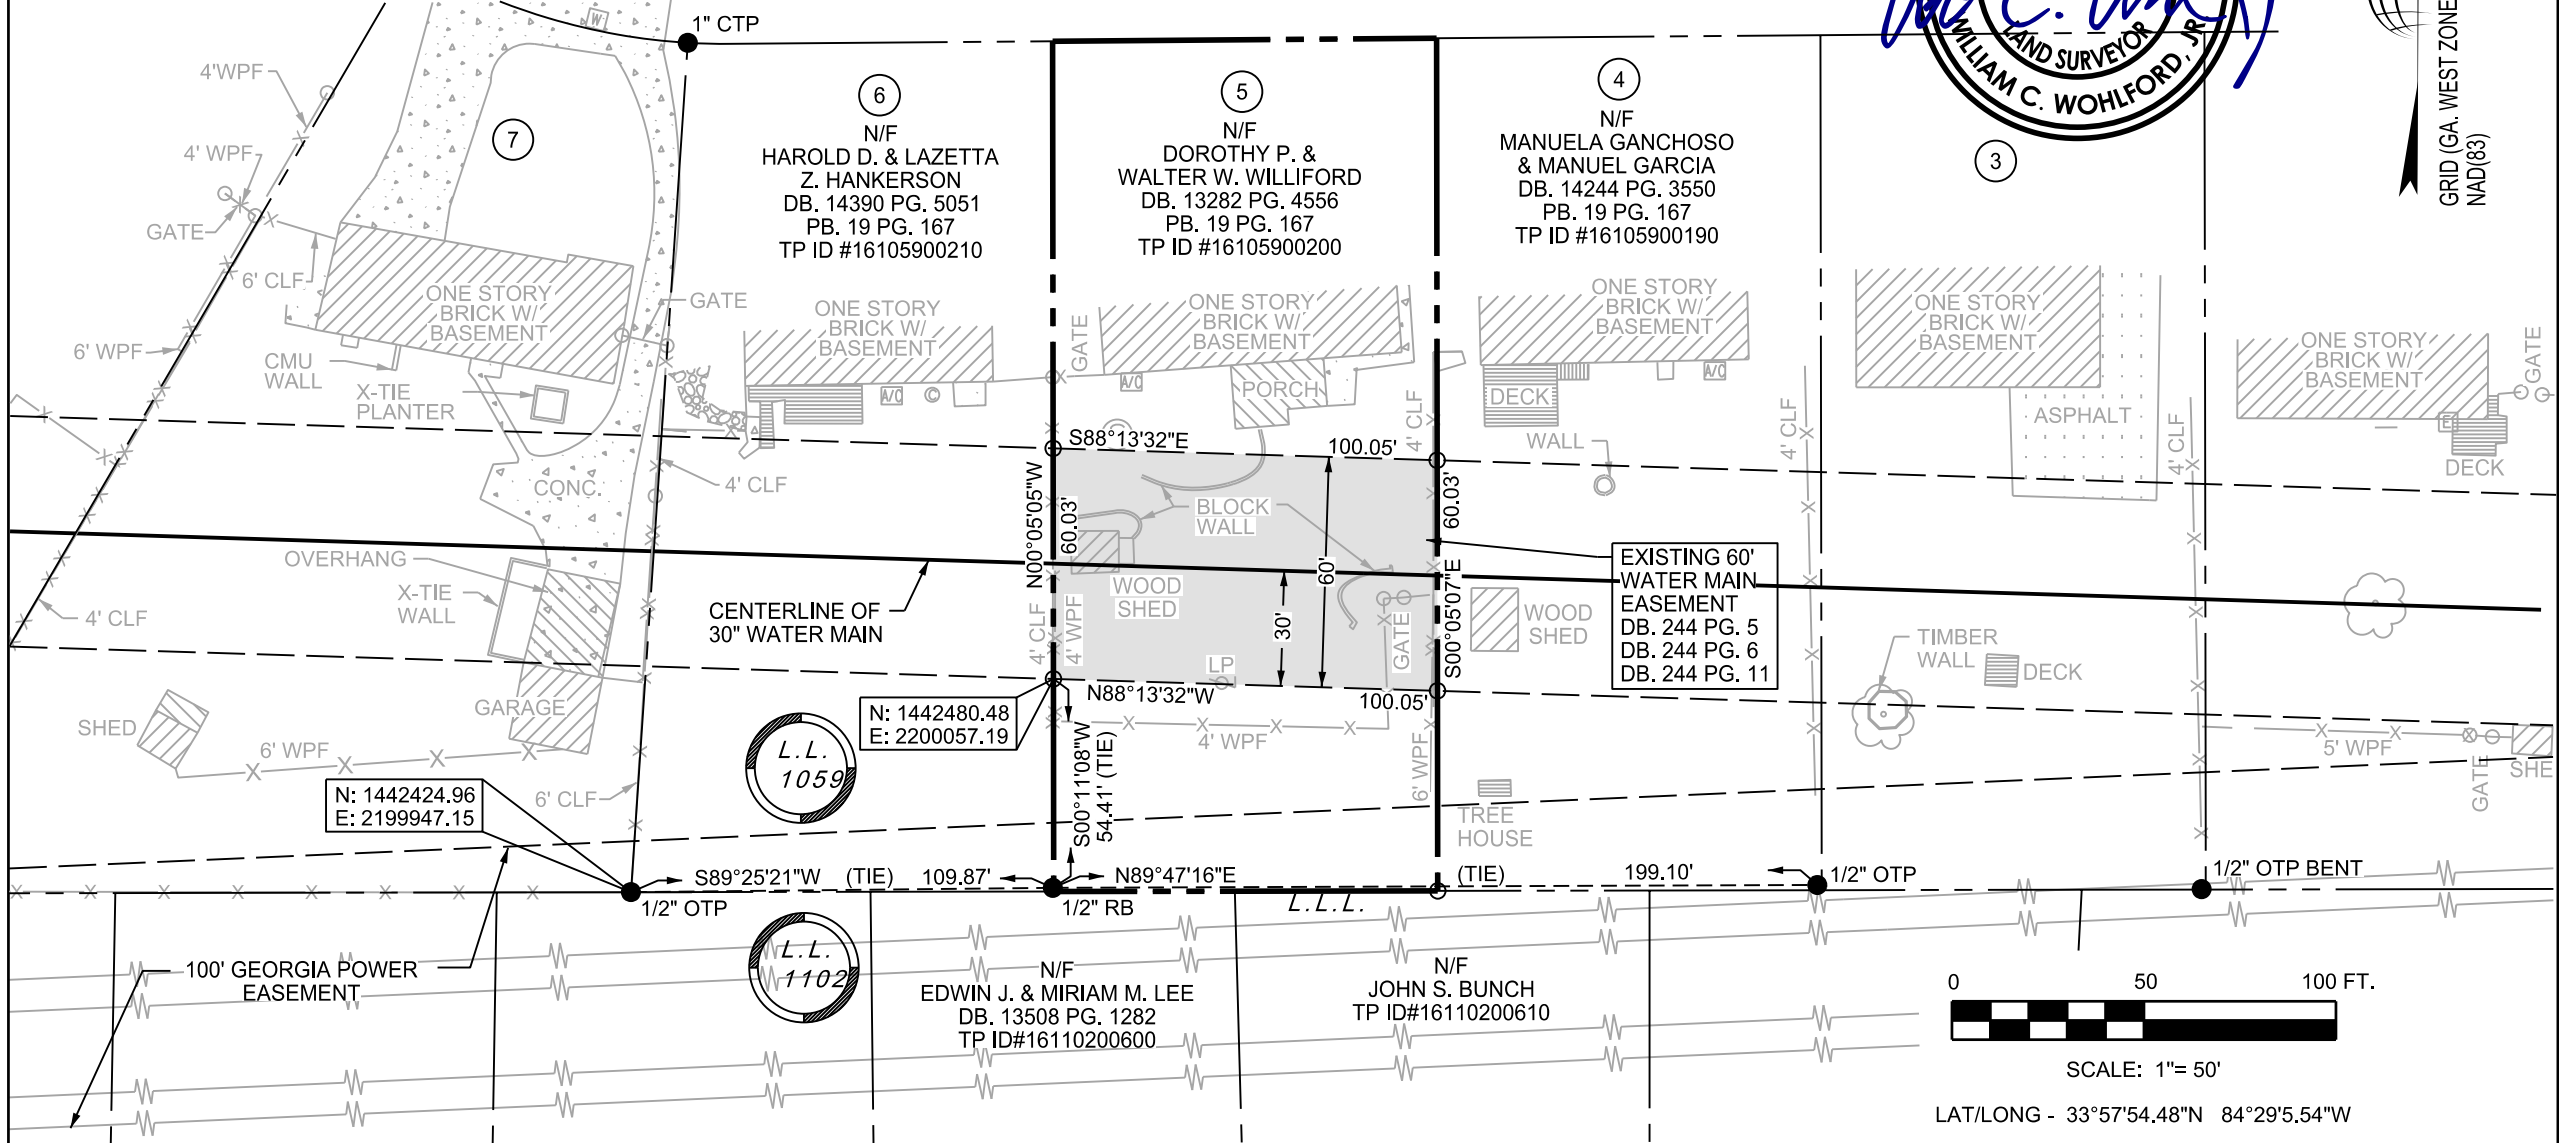 1" CTP
W
LAND SURVEYOR
WILLIAM C. WOHLFORD, JR
GRID (GA. WEST ZONE
NAD(83)
4'WPF
4' WPF
GATE
6' CLF
6' WPF
7
6
N/F
HAROLD D. & LAZETTA
Z. HANKERSON
DB. 14390 PG. 5051
PB. 19 PG. 167
TP ID #16105900210
5
N/F
DOROTHY P. &
WALTER W. WILLIFORD
DB. 13282 PG. 4556
PB. 19 PG. 167
TP ID #16105900200
4
N/F
MANUELA GANCHOSO
& MANUEL GARCIA
DB. 14244 PG. 3550
PB. 19 PG. 167
TP ID #16105900190
3
ONE STORY
BRICK W/
BASEMENT
GATE
ONE STORY
BRICK W/
BASEMENT
GATE
ONE STORY
BRICK W/
BASEMENT
ONE STORY
BRICK W/
BASEMENT
ONE STORY
BRICK W/
BASEMENT
ONE STORY
BRICK W/
BASEMENT
GATE
CMU
WALL
X-TIE
PLANTER
A/C
C
A/C
PORCH
4' CLF
DECK
A/C
WALL
4' CLF
ASPHALT
4' CLF
E
DECK
S88°13'32"E
100.05'
CONC.
4' CLF
N00°05'05"W
60.03'
BLOCK
WALL
60.03'
S00°05'07"E
OVERHANG
X-TIE
WALL
4' CLF
CENTERLINE OF
30" WATER MAIN
WOOD
SHED
60'
30'
4' CLF
4' WPF
GATE
WOOD
SHED
EXISTING 60'
WATER MAIN
EASEMENT
DB. 244 PG. 5
DB. 244 PG. 6
DB. 244 PG. 11
TIMBER
WALL
DECK
LP
N88°13'32"W
100.05'
N: 1442480.48
E: 2200057.19
SHED
GARAGE
6' WPF
L.L.
1059
S00°11'08"W
54.41' (TIE)
4' WPF
6' WPF
5' WPF
GATE
SHE
N: 1442424.96
E: 2199947.15
6' CLF
TREE
HOUSE
S89°25'21"W (TIE) 109.87'
N89°47'16"E
(TIE)
199.10'
1/2" OTP
1/2" OTP BENT
1/2" OTP
1/2" RB
L.L.L.
L.L.
1102
100' GEORGIA POWER
EASEMENT
N/F
EDWIN J. & MIRIAM M. LEE
DB. 13508 PG. 1282
TP ID#16110200600
N/F
JOHN S. BUNCH
TP ID#16110200610
0 50 100 FT.
SCALE: 1"= 50'
LAT/LONG - 33°57'54.48"N 84°29'5.54"W